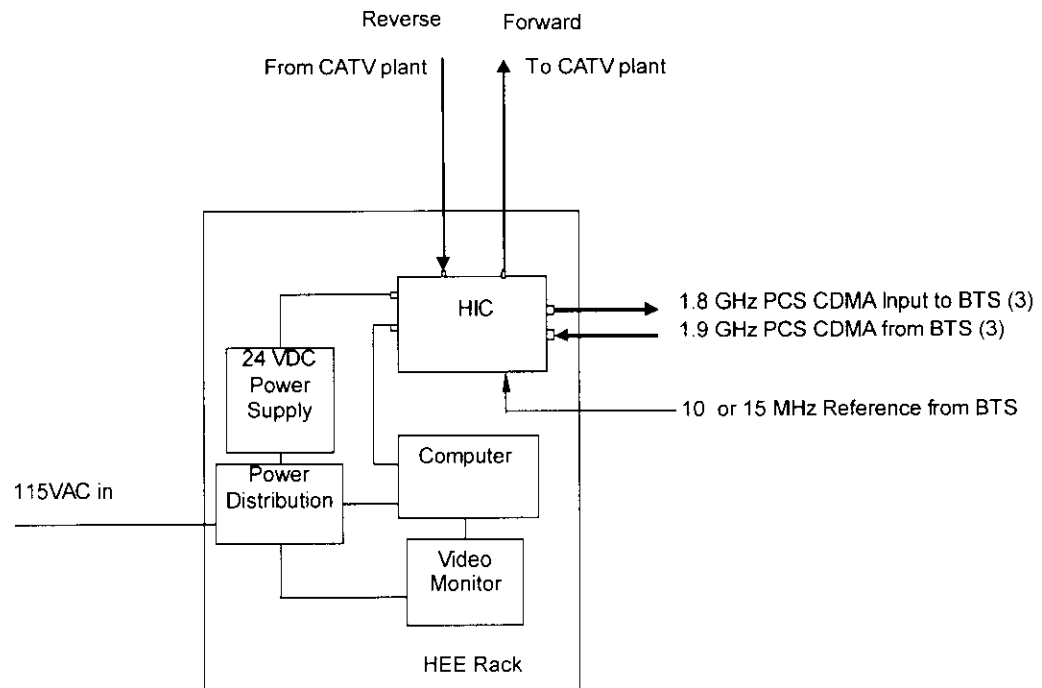 Reverse
Forward
From CATV plant
To CATV plant
HIC
1.8 GHz PCS CDMA Input to BTS (3)
1.9 GHz PCS CDMA from BTS (3)
24 VDC
Power
Supply
10 or 15 MHz Reference from BTS
Computer
Power
Distribution
115VAC in
Video
Monitor
HEE Rack